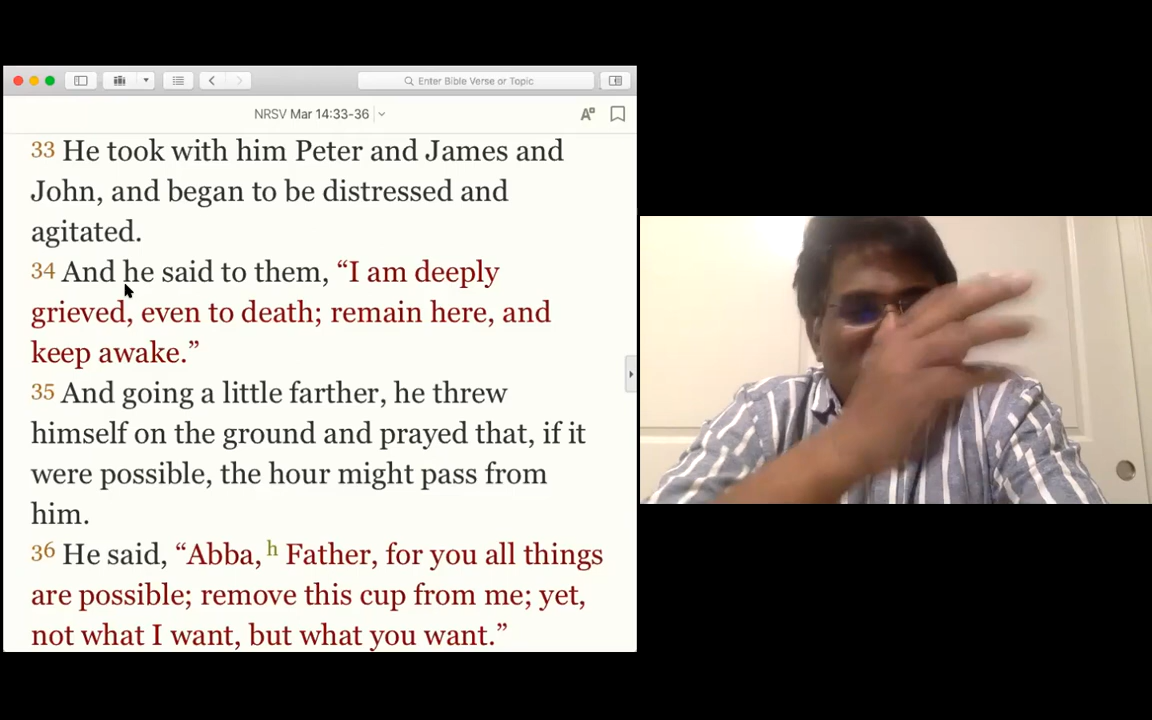 Enter Bible Verse or Topic
NRSV Mar 14:33-36
33 He took with him Peter and James and
John, and began to be distressed and
agitated.
34 And he said to them, “I am deeply
grieved, even to death; remain here, and
keep awake.”
35 And going a little farther, he threw
himself on the ground and prayed that, if it
were possible, the hour might pass from
him.
36 He said, “Abba, h Father, for you all things
are possible; remove this cup from me; yet,
not what I want, but what you want.”